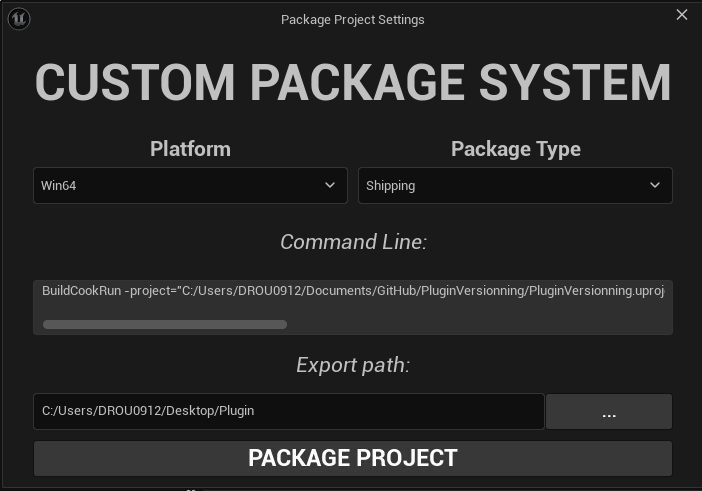 Package Project Settings
CUSTOM PACKAGE SYSTEM
Platform Package Type
Win64 Shipping
Command Line:
BuildCookRun -project="C:/Users/DROU0912/Documents/GitHub/PluginVersionning/PluginVersionning.uproj
Export path:
C:/Users/DROU0912/Desktop/Plugin ...
PACKAGE PROJECT